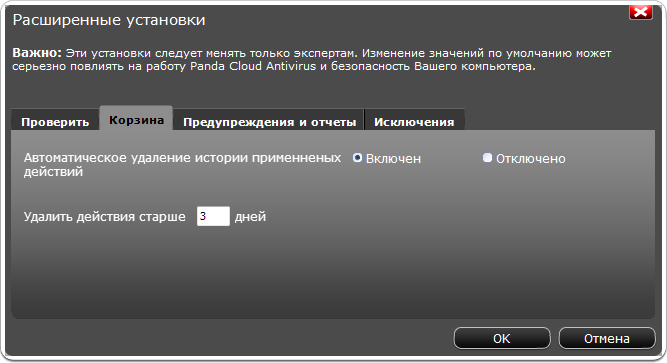 Расширенные установки
Важно: Эти установки следует менять только экспертам. Изменение значений по умолчанию может
серьезно повлиять на работу Panda Cloud Antivirus и безопасность Вашего компьютера.
Проверить Корзина Предупреждения и отчеты Исключения
Автоматическое удаление истории применненых Включен Отключено
действий
Удалить действия старше 3 дней
OK Отмена